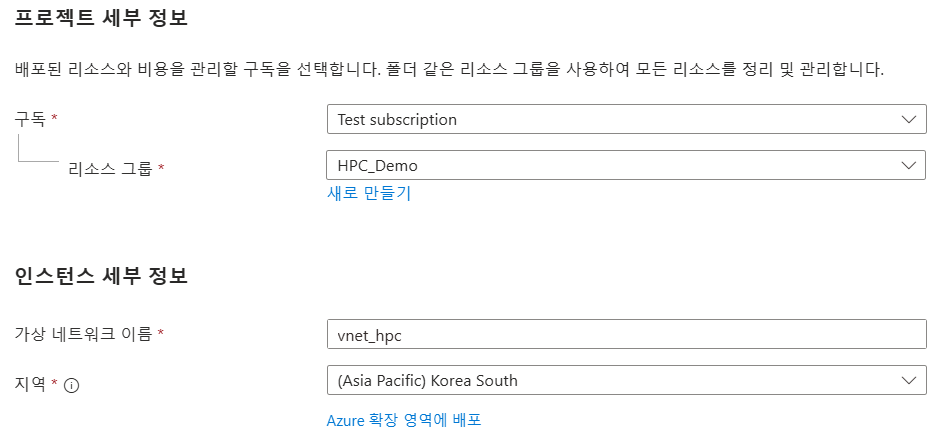 프로젝트 세부 정보
배포된 리소스와 비용을 관리할 구독을 선택합니다. 폴더 같은 리소스 그룹을 사용하여 모든 리소스를 정리 및 관리합니다.
구독 *
Test subscription
리소스 그룹 *
HPC_Demo
새로 만들기
인스턴스 세부 정보
가상 네트워크 이름 *
vnet_hpc
지역 *
(Asia Pacific) Korea South
Azure 확장 영역에 배포